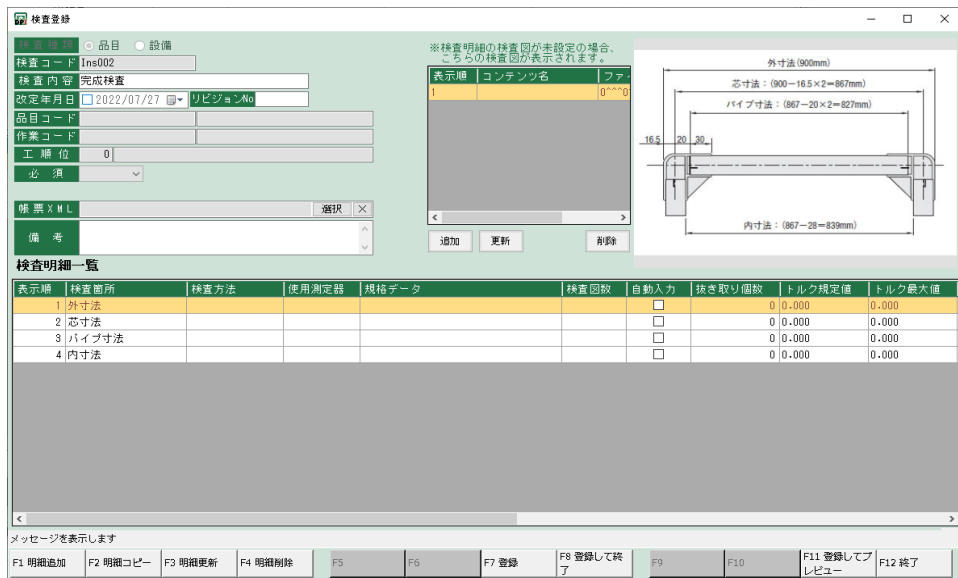 検査登録
検査種類 品目 設備
検査コード Ins002
検査内容 完成検査
改定年月日 2022/07/27 リビジョンNo
品目コード
作業コード
工順位 0
必須
帳票XML 選択
備考
※検査明細の検査図が未設定の場合、
こちらの検査図が表示されます。
表示順 コンテンツ名 ファイ
1 0^^^0
追加 更新 削除
外寸法(900mm)
芯寸法:(900-16.5×2=867mm)
パイプ寸法:(867-20×2=827mm)
16.5 20 30
内寸法:(867-28=839mm)
検査明細一覧
表示順 検査箇所 検査方法 使用測定器 規格データ 検査図数 自動入力 抜き取り個数 トルク規定値 トルク最大値
1 外寸法 0 0.000 0.000
2 芯寸法 0 0.000 0.000
3 パイプ寸法 0 0.000 0.000
4 内寸法 0 0.000 0.000
メッセージを表示します
F1 明細追加 F2 明細コピー F3 明細更新 F4 明細削除 F5 F6 F7 登録 F8 登録して終了 F9 F10 F11 登録してプレビュー F12 終了